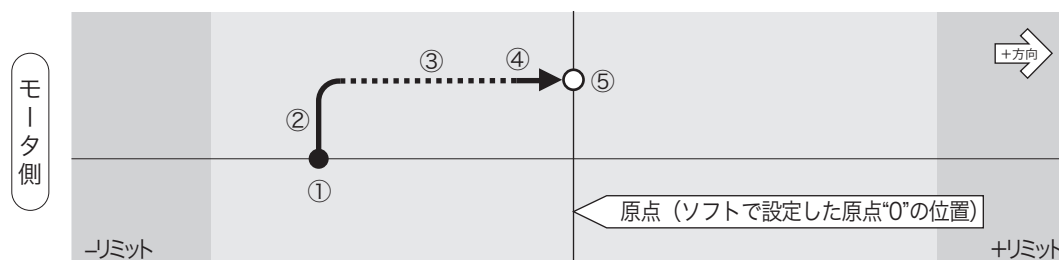 モータ側
+方向
③
④
⑤
②
①
原点（ソフトで設定した原点“0”の位置）
−リミット
+リミット